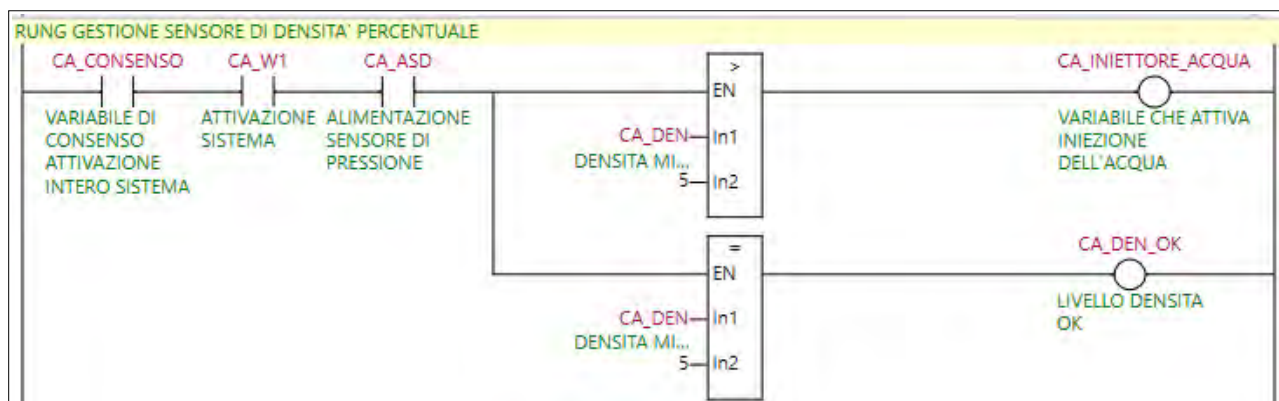 RUNG GESTIONE SENSORE DI DENSITA' PERCENTUALE
CA_CONSENSO
VARIABILE DI
CONSENSO
ATTIVAZIONE
INTERO SISTEMA
CA_W1
ATTIVAZIONE
SISTEMA
CA_ASD
ALIMENTAZIONE
SENSORE DI
PRESSIONE
>
EN
CA_DEN
In1
DENSITA MI...
5
In2
CA_INIETTORE_ACQUA
VARIABILE CHE ATTIVA
INIEZIONE
DELL'ACQUA
=
EN
CA_DEN
In1
DENSITA MI...
5
In2
CA_DEN_OK
LIVELLO DENSITA
OK